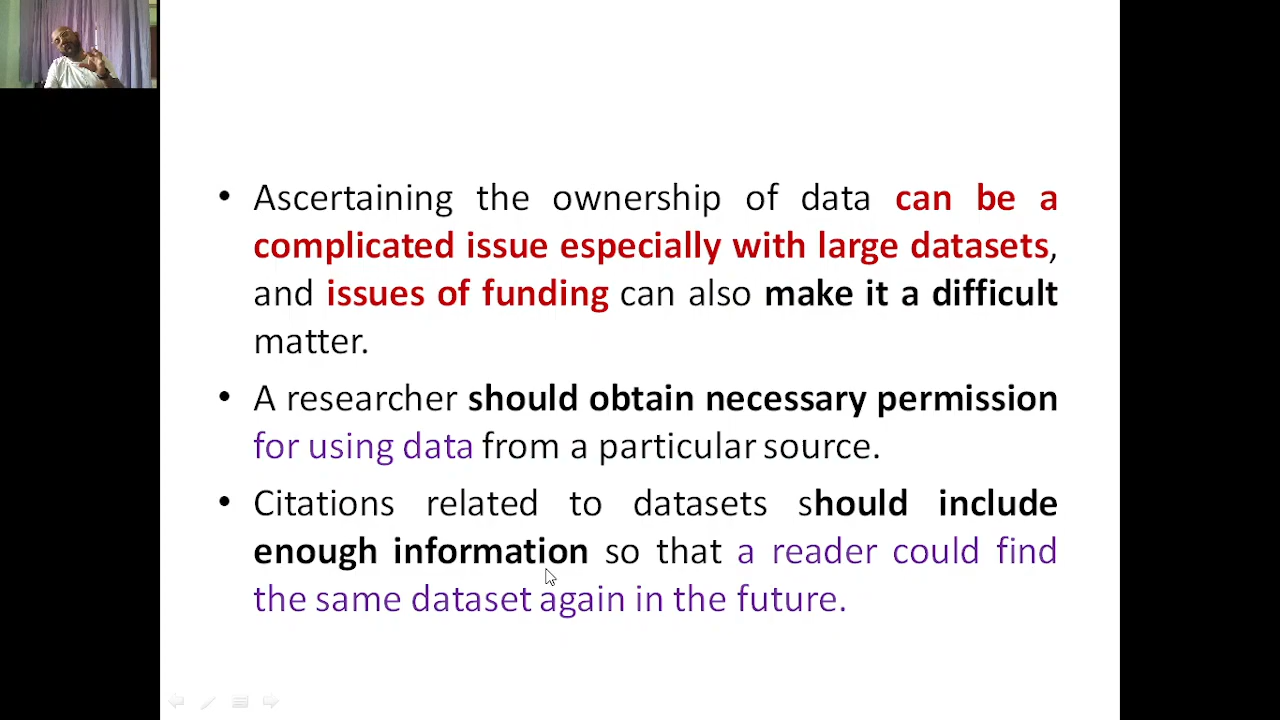 • Ascertaining the ownership of data can be a
complicated issue especially with large datasets,
and issues of funding can also make it a difficult
matter.
• A researcher should obtain necessary permission
for using data from a particular source.
• Citations related to datasets should include
enough information so that a reader could find
the same dataset again in the future.